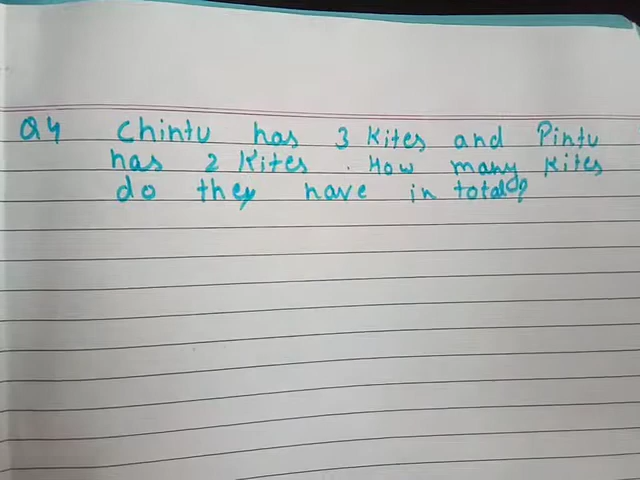 Q4 Chintu has 3 Kites and Pintu
has 2 Kites. How many Kites
do they have in total?